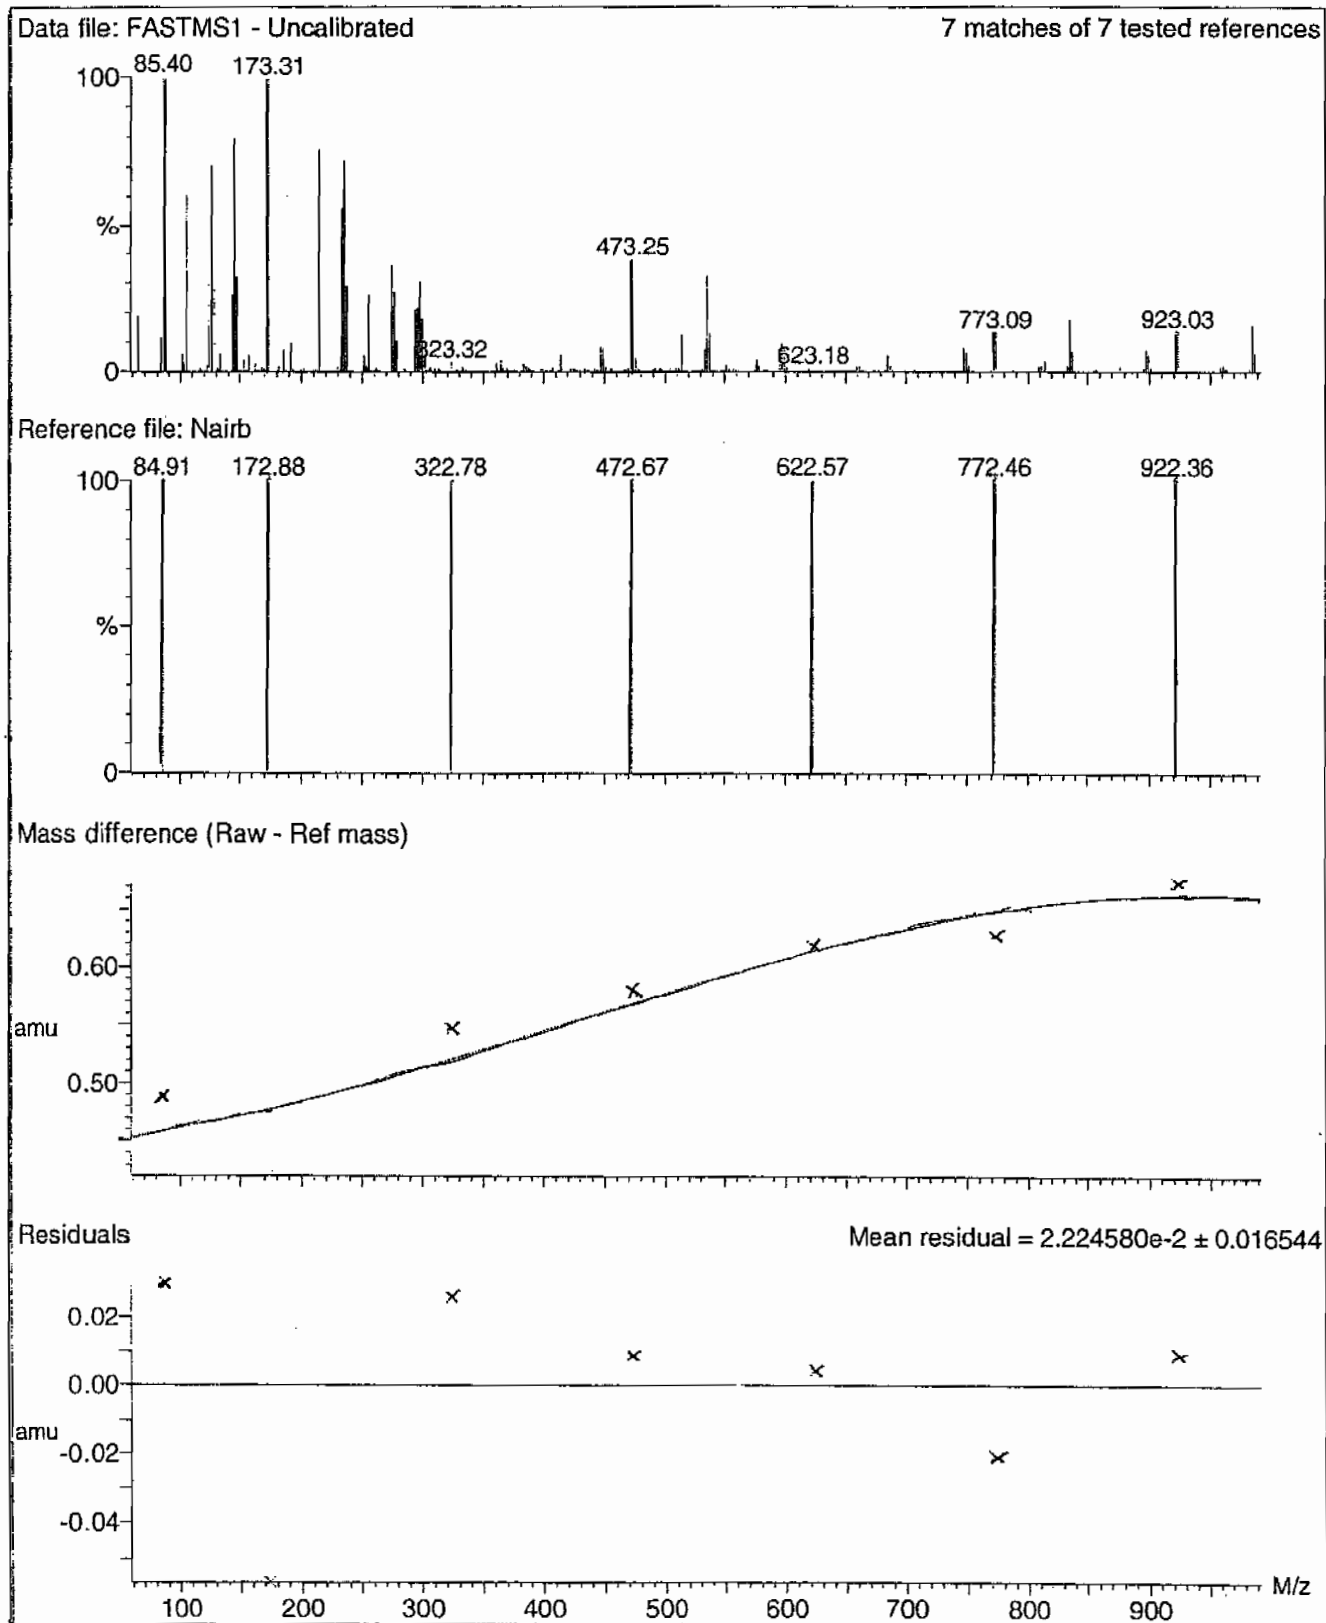 Data file: FASTMS1 - Uncalibrated 7 matches of 7 tested references
85.40 173.31
100
%
473.25
773.09 923.03
323.32 623.18
0
Reference file: Nairb
84.91 172.88 322.78 472.67 622.57 772.46 922.36
100
%
0
Mass difference (Raw - Ref mass)
0.60
amu
0.50
Residuals Mean residual = 2.224580e-2 ± 0.016544
0.02
0.00
amu
-0.02
-0.04
M/z
100 200 300 400 500 600 700 800 900